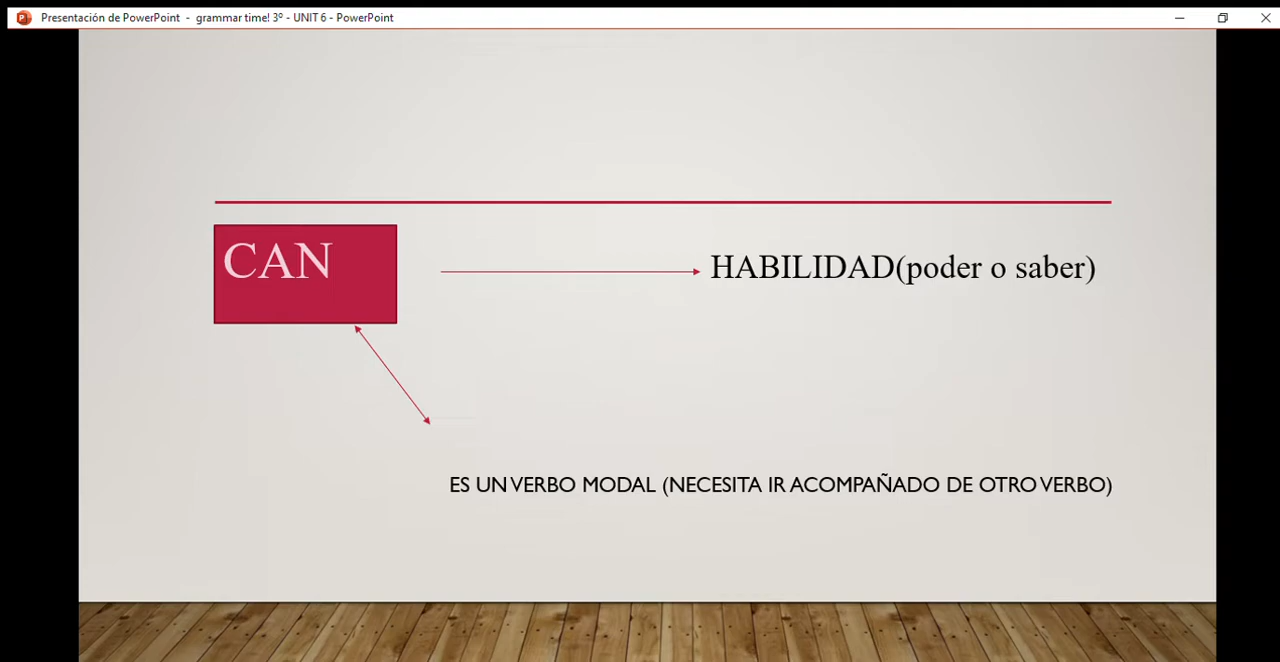 Presentación de PowerPoint - grammar time! 3º - UNIT 6 - PowerPoint
CAN
HABILIDAD(poder o saber)
ES UN VERBO MODAL (NECESITA IR ACOMPAÑADO DE OTRO VERBO)